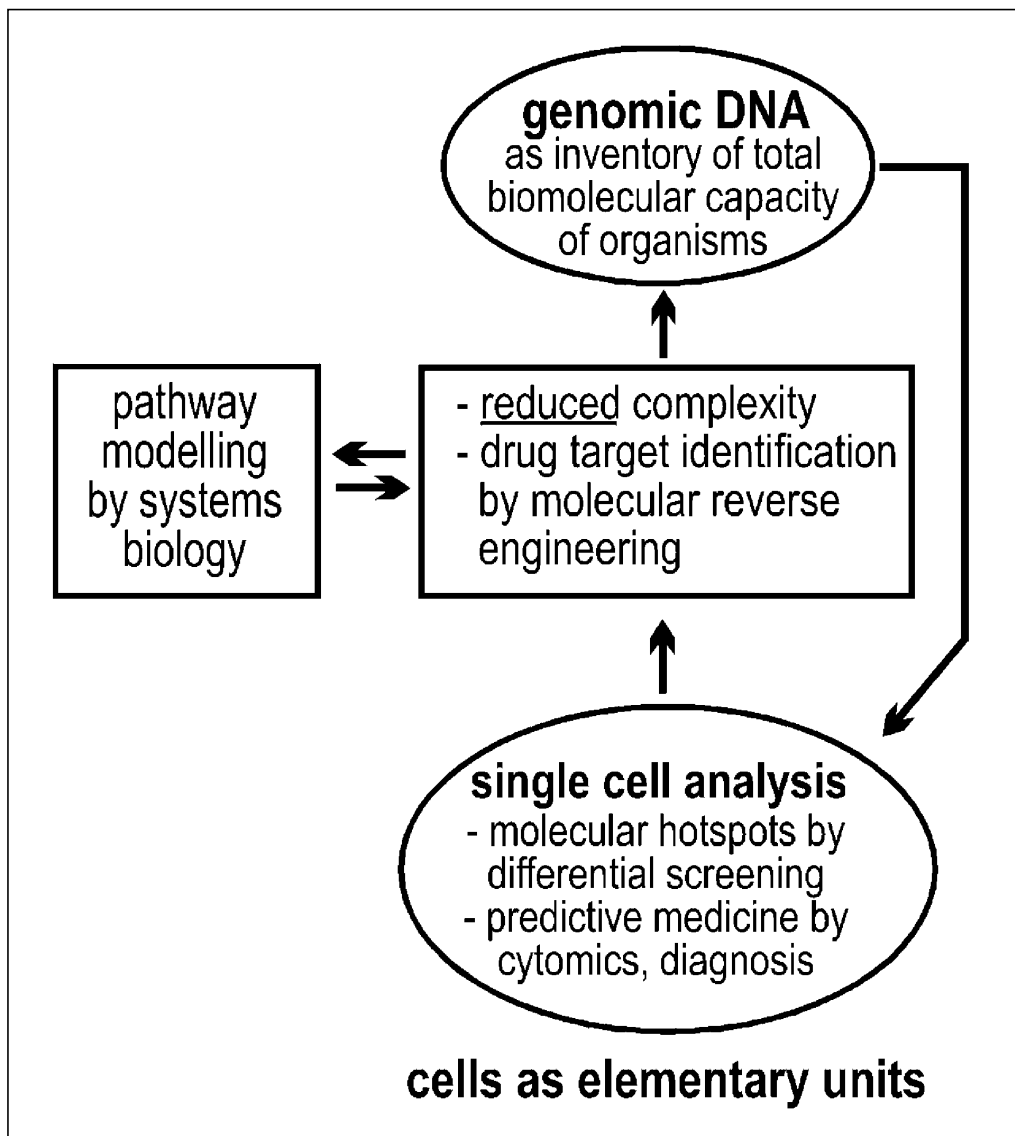 genomic DNA
as inventory of total
biomolecular capacity
of organisms
pathway
modelling
by systems
biology
- reduced complexity
- drug target identification
by molecular reverse
engineering
single cell analysis
- molecular hotspots by
differential screening
- predictive medicine by
cytomics, diagnosis
cells as elementary units